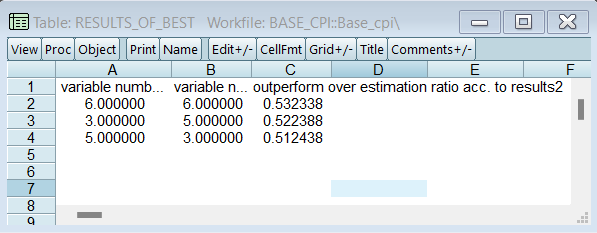 Table: RESULTS_OF_BEST Workfile: BASE_CPI::Base_cpi\
View Proc Object Print Name Edit+/- CellFmt Grid+/- Title Comments+/-
A B C D E F
1 variable numb... variable n... outperform over estimation ratio acc. to results2
2 6.000000 6.000000 0.532338
3 3.000000 5.000000 0.522388
4 5.000000 3.000000 0.512438
5
6
7
8
9